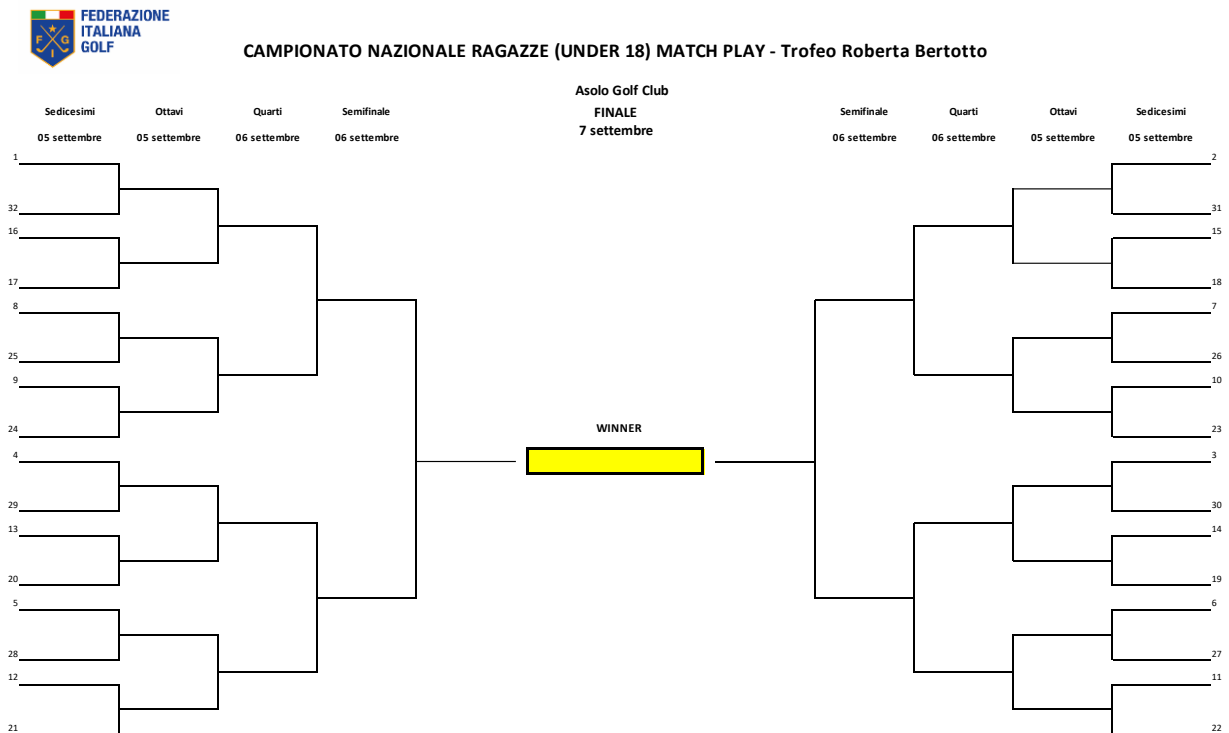 FEDERAZIONE
ITALIANA
GOLF
F G
I
CAMPIONATO NAZIONALE RAGAZZE (UNDER 18) MATCH PLAY - Trofeo Roberta Bertotto
Asolo Golf Club
Sedicesimi Ottavi Quarti Semifinale FINALE Semifinale Quarti Ottavi Sedicesimi
7 settembre
05 settembre 05 settembre 06 settembre 06 settembre 06 settembre 06 settembre 05 settembre 05 settembre
1 2
32 31
16 15
17 18
8 7
25 26
9 10
24 23
WINNER
4 3
29 30
13 14
20 19
5 6
28 27
12 11
21 22